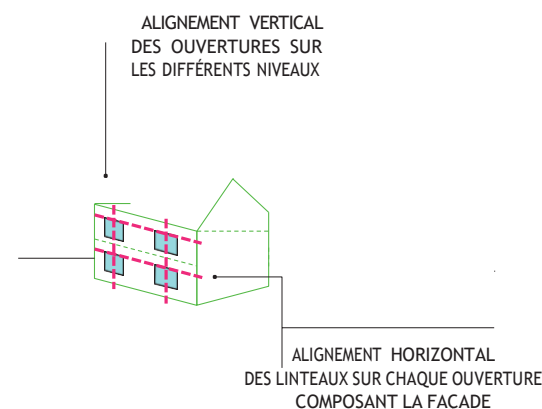 ALIGNEMENT VERTICAL
DES OUVERTURES SUR
LES DIFFÉRENTS NIVEAUX
ALIGNEMENT HORIZONTAL
DES LINTEAUX SUR CHAQUE OUVERTURE
COMPOSANT LA FACADE